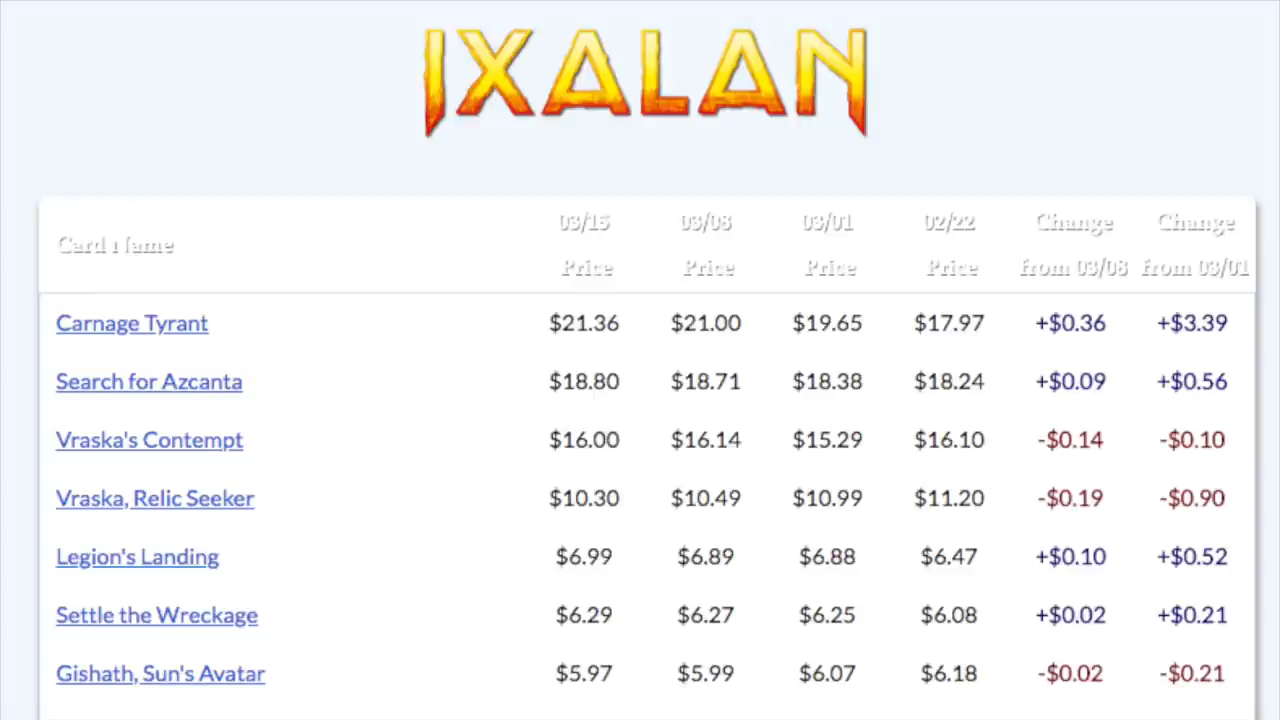 IXALAN
Card Name 03/15 Price 03/08 Price 03/01 Price 02/22 Price Change from 03/08 Change from 03/01
Carnage Tyrant $21.36 $21.00 $19.65 $17.97 +$0.36 +$3.39
Search for Azcanta $18.80 $18.71 $18.38 $18.24 +$0.09 +$0.56
Vraska's Contempt $16.00 $16.14 $15.29 $16.10 -$0.14 -$0.10
Vraska, Relic Seeker $10.30 $10.49 $10.99 $11.20 -$0.19 -$0.90
Legion's Landing $6.99 $6.89 $6.88 $6.47 +$0.10 +$0.52
Settle the Wreckage $6.29 $6.27 $6.25 $6.08 +$0.02 +$0.21
Gishath, Sun's Avatar $5.97 $5.99 $6.07 $6.18 -$0.02 -$0.21